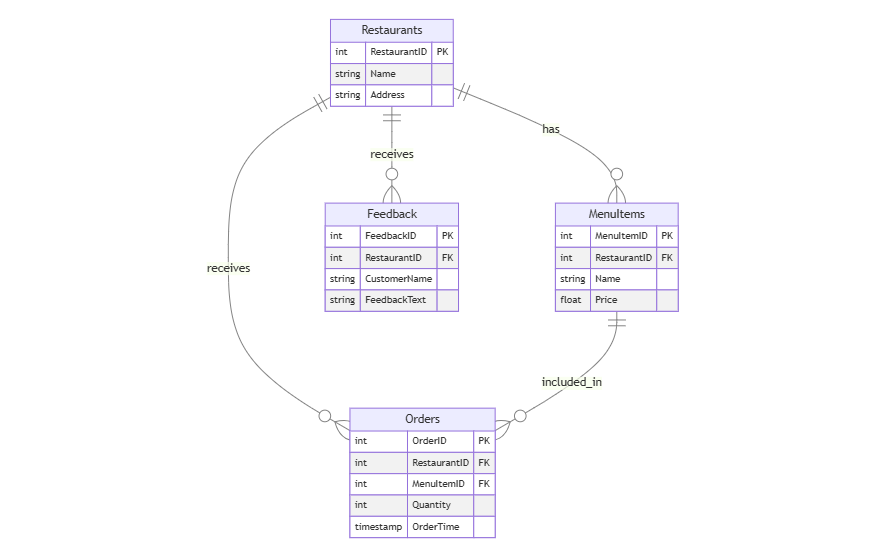 Restaurants
int RestaurantID PK
string Name
string Address
has
receives
Feedback
int FeedbackID PK
int RestaurantID FK
string CustomerName
string FeedbackText
MenuItems
int MenuItemID PK
int RestaurantID FK
string Name
float Price
receives
included_in
Orders
int OrderID PK
int RestaurantID FK
int MenuItemID FK
int Quantity
timestamp OrderTime